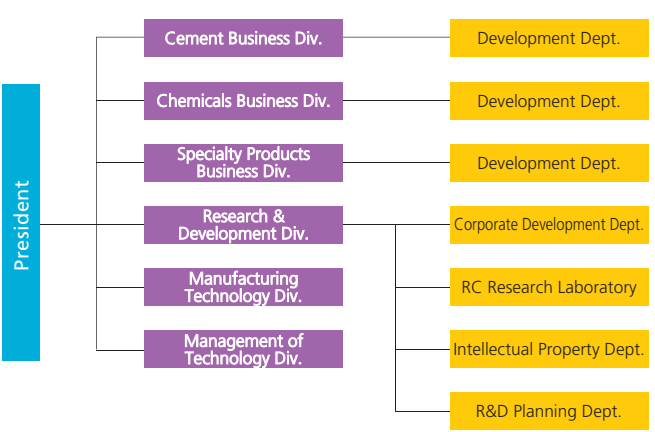 President
Cement Business Div.
Development Dept.
Chemicals Business Div.
Development Dept.
Specialty Products
Business Div.
Development Dept.
Research &
Development Div.
Corporate Development Dept.
Manufacturing
Technology Div.
RC Research Laboratory
Management of
Technology Div.
Intellectual Property Dept.
R&D Planning Dept.